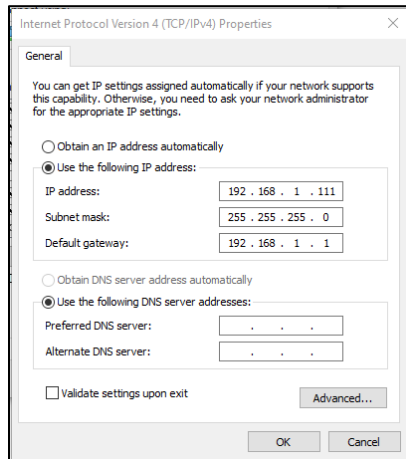 Internet Protocol Version 4 (TCP/IPv4) Properties
General
You can get IP settings assigned automatically if your network supports
this capability. Otherwise, you need to ask your network administrator
for the appropriate IP settings.
Obtain an IP address automatically
Use the following IP address:
IP address: 192 . 168 . 1 . 111
Subnet mask: 255 . 255 . 255 . 0
Default gateway: 192 . 168 . 1 . 1
Obtain DNS server address automatically
Use the following DNS server addresses:
Preferred DNS server: . . .
Alternate DNS server: . . .
Validate settings upon exit
Advanced...
OK Cancel